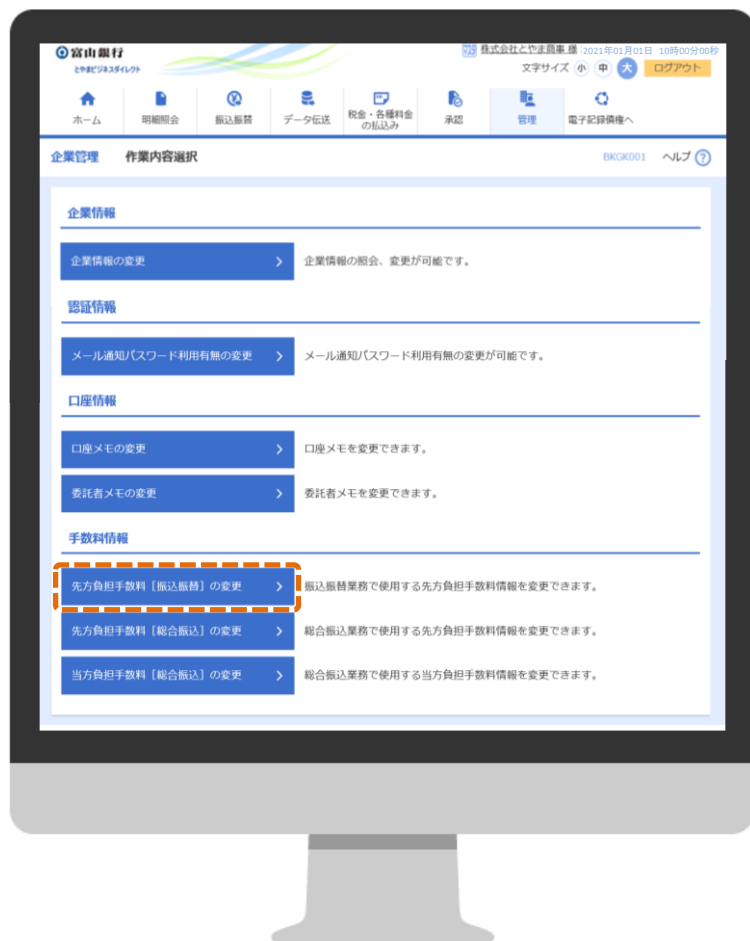 富山銀行
とやまビジネスダイレクト
株式会社とやま商事 様 2021年01月01日 10時00分00秒
文字サイズ 小 中 大 ログアウト
ホーム 明細照会 振込振替 データ伝送 税金・各種料金の払込み 承認 管理 電子記録債権へ
企業管理 作業内容選択 BKGK001 ヘルプ ?
企業情報
企業情報の変更 企業情報の照会、変更が可能です。
認証情報
メール通知パスワード利用有無の変更 メール通知パスワード利用有無の変更が可能です。
口座情報
口座メモの変更 口座メモを変更できます。
委託者メモの変更 委託者メモを変更できます。
手数料情報
先方負担手数料［振込振替］の変更 振込振替業務で使用する先方負担手数料情報を変更できます。
先方負担手数料［総合振込］の変更 総合振込業務で使用する先方負担手数料情報を変更できます。
当方負担手数料［総合振込］の変更 総合振込業務で使用する当方負担手数料情報を変更できます。